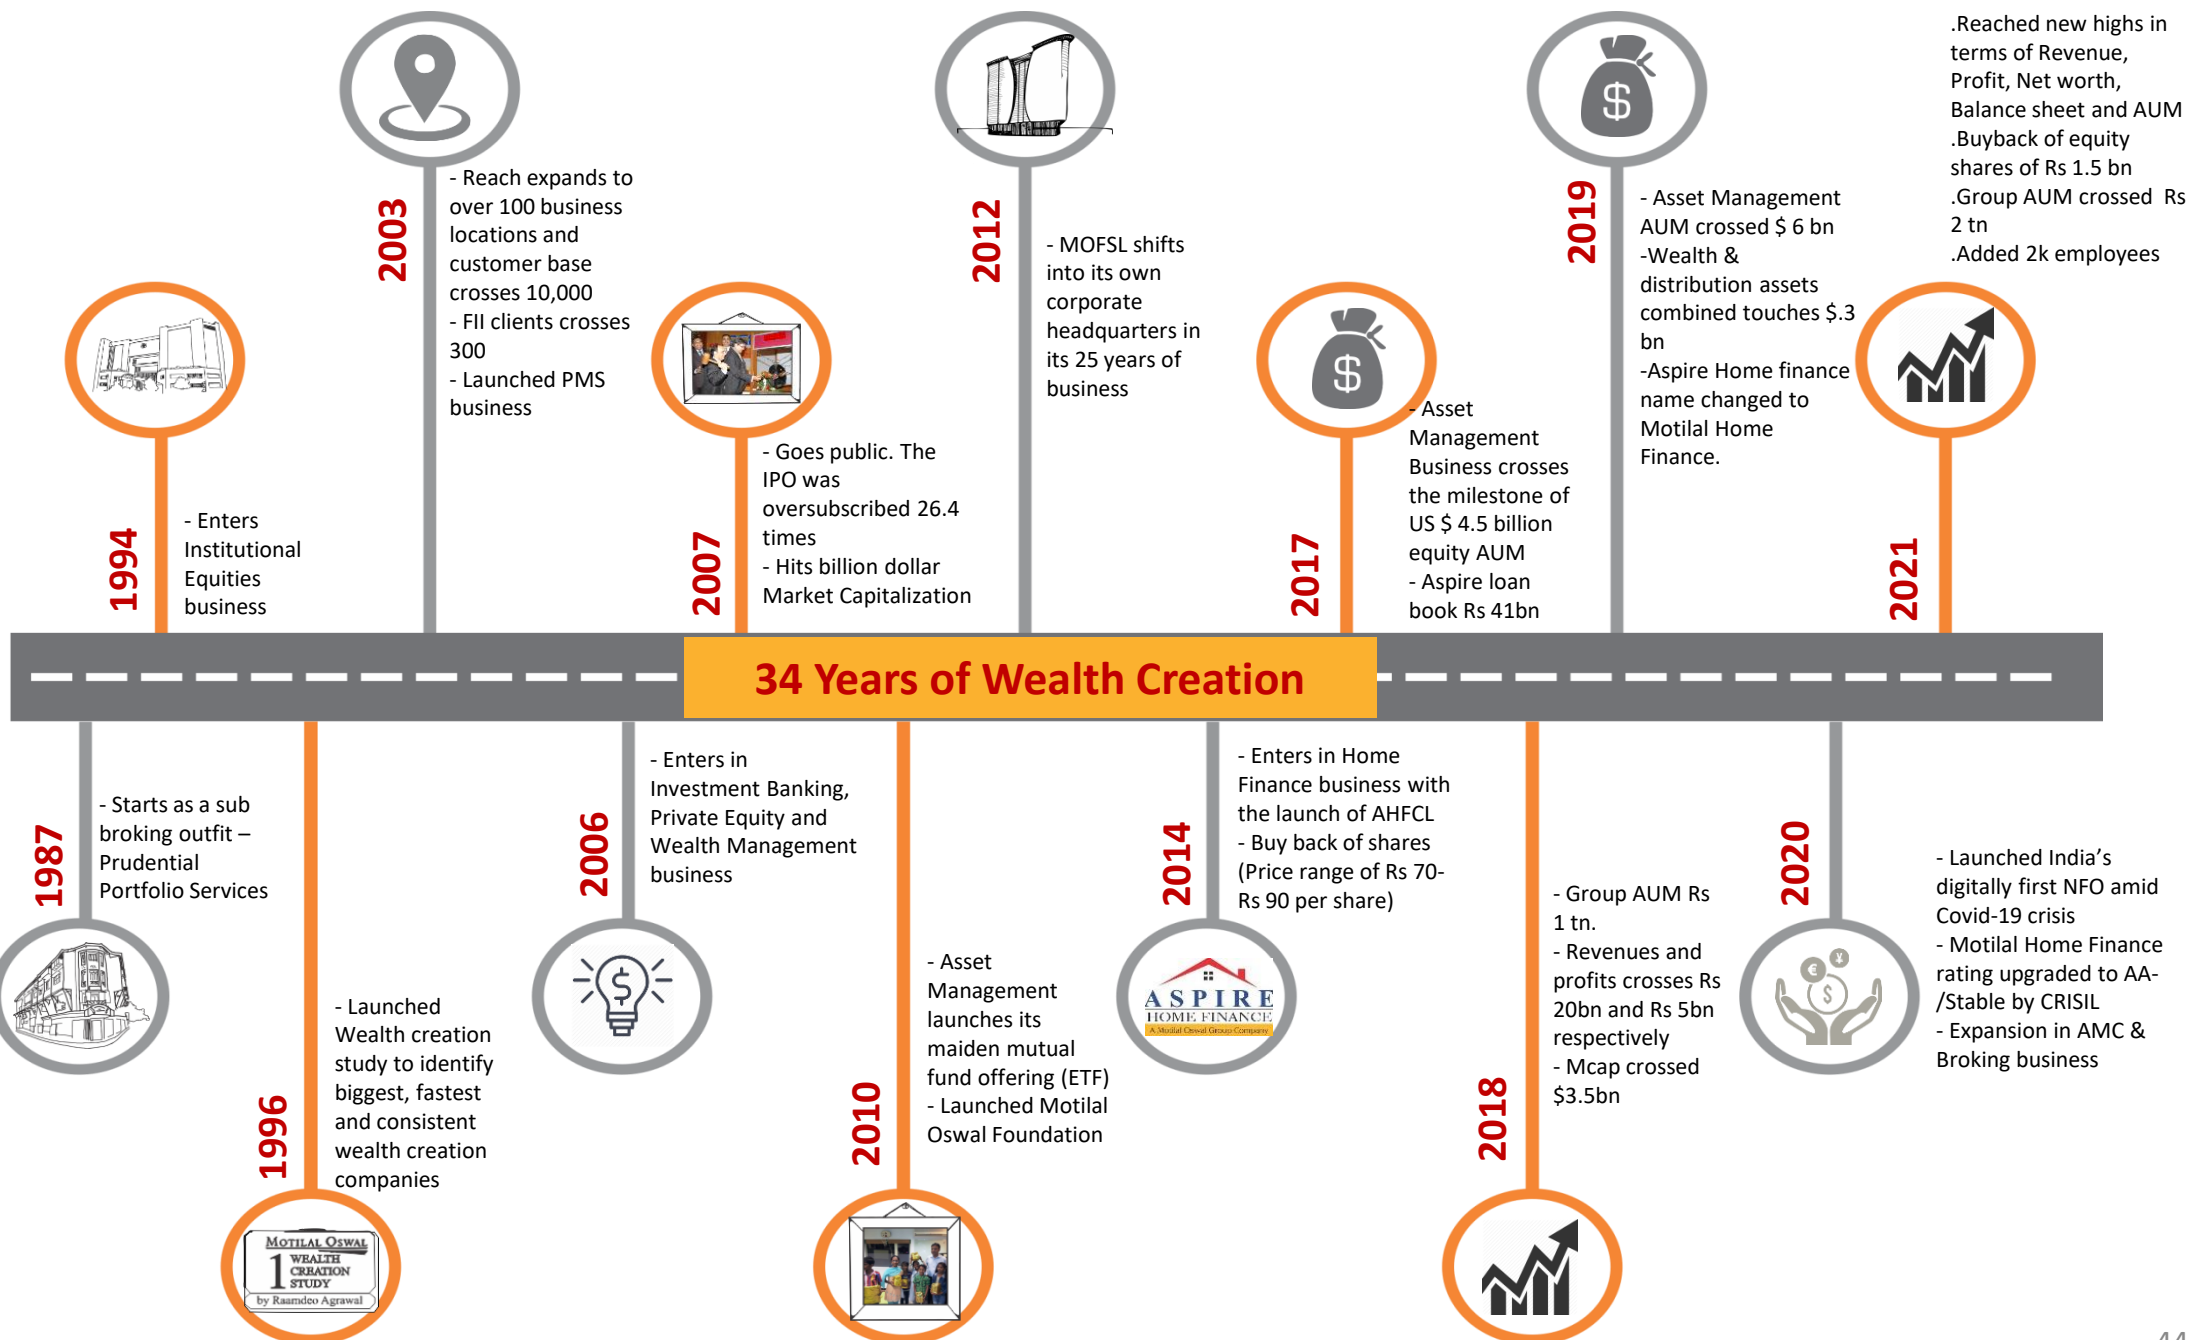 2003
- Reach expands to
over 100 business
locations and
customer base
crosses 10,000
- FII clients crosses
300
- Launched PMS
business
2012
- MOFSL shifts
into its own
corporate
headquarters in
its 25 years of
business
2019
- Asset Management
AUM crossed $ 6 bn
-Wealth &
distribution assets
combined touches $.3
bn
-Aspire Home finance
name changed to
Motilal Home
Finance.
.Reached new highs in
terms of Revenue,
Profit, Net worth,
Balance sheet and AUM
.Buyback of equity
shares of Rs 1.5 bn
.Group AUM crossed  Rs
2 tn
.Added 2k employees
1994
- Enters
Institutional
Equities
business
2007
- Goes public. The
IPO was
oversubscribed 26.4
times
- Hits billion dollar
Market Capitalization
2017
- Asset
Management
Business crosses
the milestone of
US $ 4.5 billion
equity AUM
- Aspire loan
book Rs 41bn
2021
34 Years of Wealth Creation
1987
- Starts as a sub
broking outfit –
Prudential
Portfolio Services
2006
- Enters in
Investment Banking,
Private Equity and
Wealth Management
business
2014
- Enters in Home
Finance business with
the launch of AHFCL
- Buy back of shares
(Price range of Rs 70-
Rs 90 per share)
ASPIRE
HOME FINANCE
A Motilal Oswal Group Company
2020
- Launched India's
digitally first NFO amid
Covid-19 crisis
- Motilal Home Finance
rating upgraded to AA-
/Stable by CRISIL
- Expansion in AMC &
Broking business
1996
- Launched
Wealth creation
study to identify
biggest, fastest
and consistent
wealth creation
companies
MOTILAL OSWAL
1 WEALTH
CREATION
STUDY
by Raamdeo Agrawal
2010
- Asset
Management
launches its
maiden mutual
fund offering (ETF)
- Launched Motilal
Oswal Foundation
2018
- Group AUM Rs
1 tn.
- Revenues and
profits crosses Rs
20bn and Rs 5bn
respectively
- Mcap crossed
$3.5bn
44